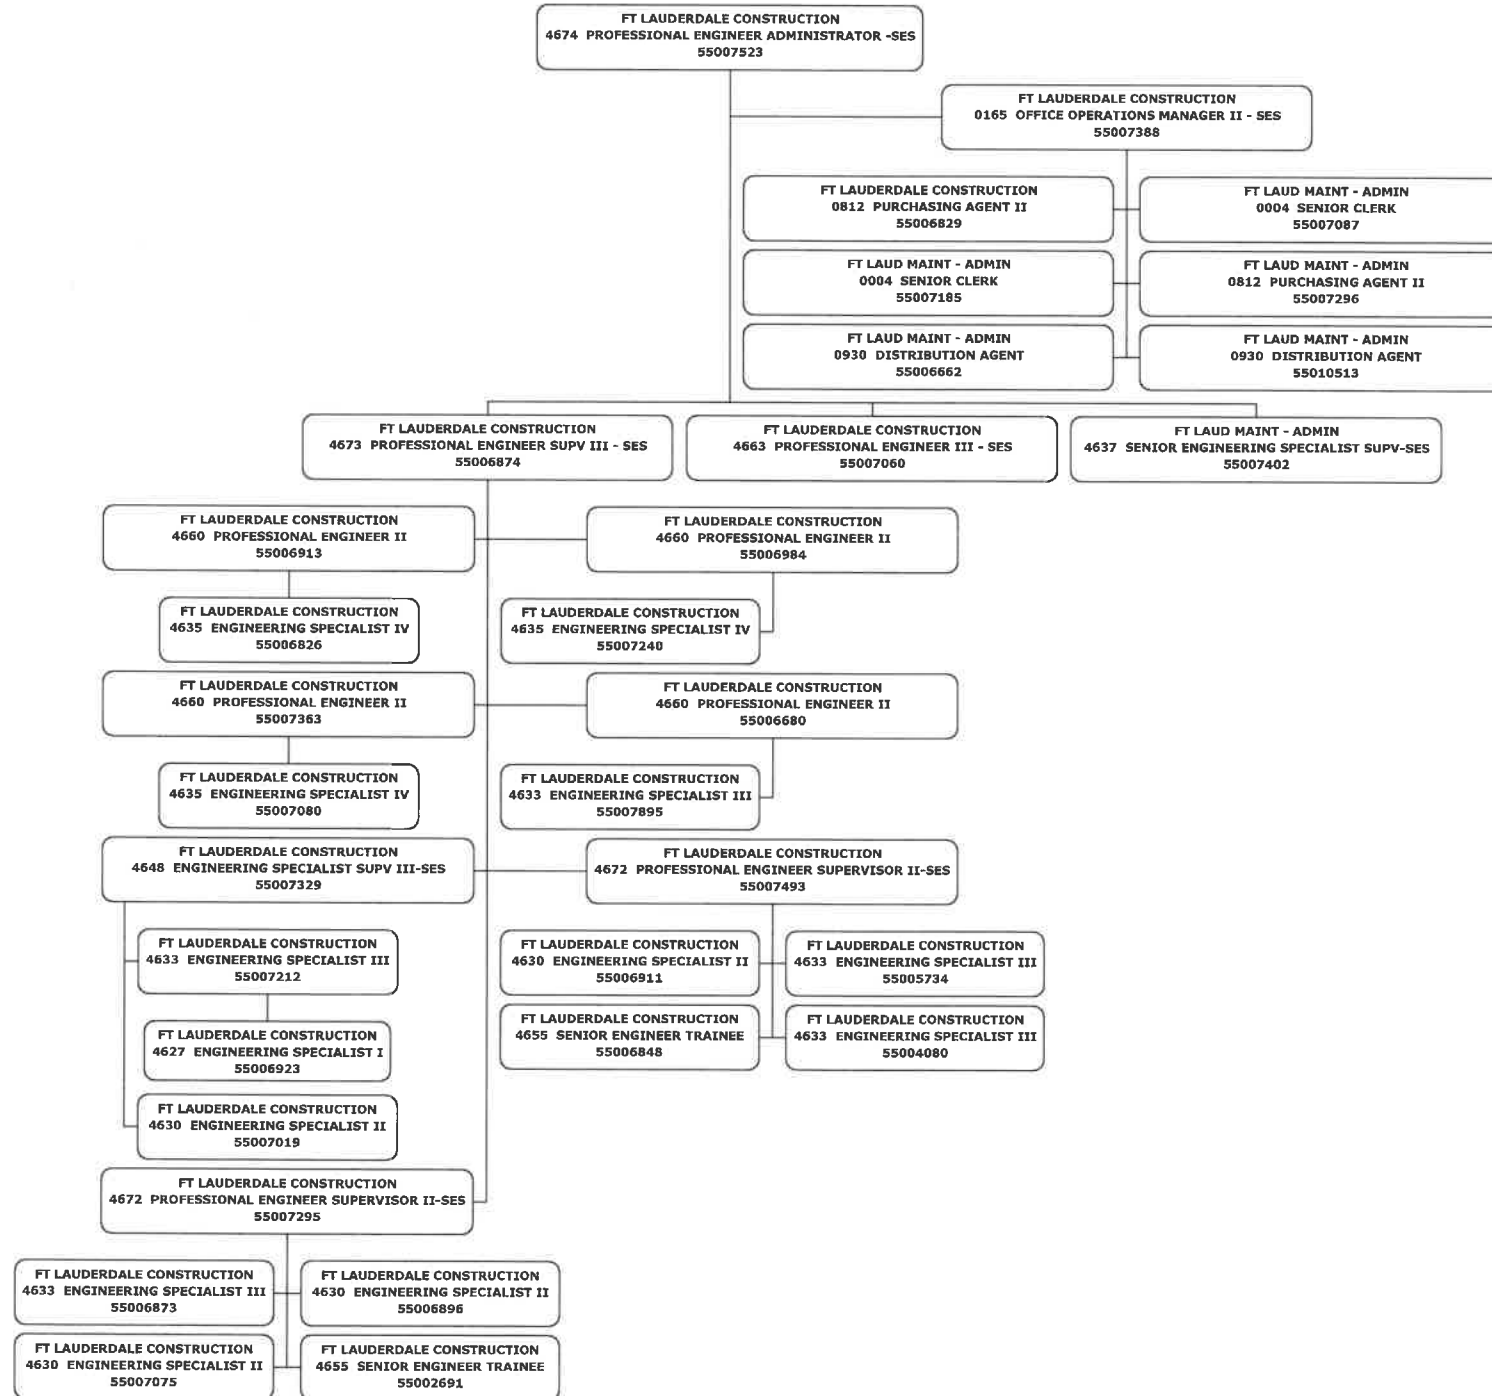 FT LAUDERDALE CONSTRUCTION
4674 PROFESSIONAL ENGINEER ADMINISTRATOR -SES
55007523
FT LAUDERDALE CONSTRUCTION
0165 OFFICE OPERATIONS MANAGER II - SES
55007388
FT LAUDERDALE CONSTRUCTION
0812 PURCHASING AGENT II
55006829
FT LAUD MAINT - ADMIN
0004 SENIOR CLERK
55007087
FT LAUD MAINT - ADMIN
0004 SENIOR CLERK
55007185
FT LAUD MAINT - ADMIN
0812 PURCHASING AGENT II
55007296
FT LAUD MAINT - ADMIN
0930 DISTRIBUTION AGENT
55006662
FT LAUD MAINT - ADMIN
0930 DISTRIBUTION AGENT
55010513
FT LAUDERDALE CONSTRUCTION
4673 PROFESSIONAL ENGINEER SUPV III - SES
55006874
FT LAUDERDALE CONSTRUCTION
4663 PROFESSIONAL ENGINEER III - SES
55007060
FT LAUD MAINT - ADMIN
4637 SENIOR ENGINEERING SPECIALIST SUPV-SES
55007402
FT LAUDERDALE CONSTRUCTION
4660 PROFESSIONAL ENGINEER II
55006913
FT LAUDERDALE CONSTRUCTION
4660 PROFESSIONAL ENGINEER II
55006984
FT LAUDERDALE CONSTRUCTION
4635 ENGINEERING SPECIALIST IV
55006826
FT LAUDERDALE CONSTRUCTION
4635 ENGINEERING SPECIALIST IV
55007240
FT LAUDERDALE CONSTRUCTION
4660 PROFESSIONAL ENGINEER II
55007363
FT LAUDERDALE CONSTRUCTION
4660 PROFESSIONAL ENGINEER II
55006680
FT LAUDERDALE CONSTRUCTION
4635 ENGINEERING SPECIALIST IV
55007080
FT LAUDERDALE CONSTRUCTION
4633 ENGINEERING SPECIALIST III
55007895
FT LAUDERDALE CONSTRUCTION
4648 ENGINEERING SPECIALIST SUPV III-SES
55007329
FT LAUDERDALE CONSTRUCTION
4672 PROFESSIONAL ENGINEER SUPERVISOR II-SES
55007493
FT LAUDERDALE CONSTRUCTION
4633 ENGINEERING SPECIALIST III
55007212
FT LAUDERDALE CONSTRUCTION
4630 ENGINEERING SPECIALIST II
55006911
FT LAUDERDALE CONSTRUCTION
4633 ENGINEERING SPECIALIST III
55005734
FT LAUDERDALE CONSTRUCTION
4627 ENGINEERING SPECIALIST I
55006923
FT LAUDERDALE CONSTRUCTION
4655 SENIOR ENGINEER TRAINEE
55006848
FT LAUDERDALE CONSTRUCTION
4633 ENGINEERING SPECIALIST III
55004080
FT LAUDERDALE CONSTRUCTION
4630 ENGINEERING SPECIALIST II
55007019
FT LAUDERDALE CONSTRUCTION
4672 PROFESSIONAL ENGINEER SUPERVISOR II-SES
55007295
FT LAUDERDALE CONSTRUCTION
4633 ENGINEERING SPECIALIST III
55006873
FT LAUDERDALE CONSTRUCTION
4630 ENGINEERING SPECIALIST II
55006896
FT LAUDERDALE CONSTRUCTION
4630 ENGINEERING SPECIALIST II
55007075
FT LAUDERDALE CONSTRUCTION
4655 SENIOR ENGINEER TRAINEE
55002691